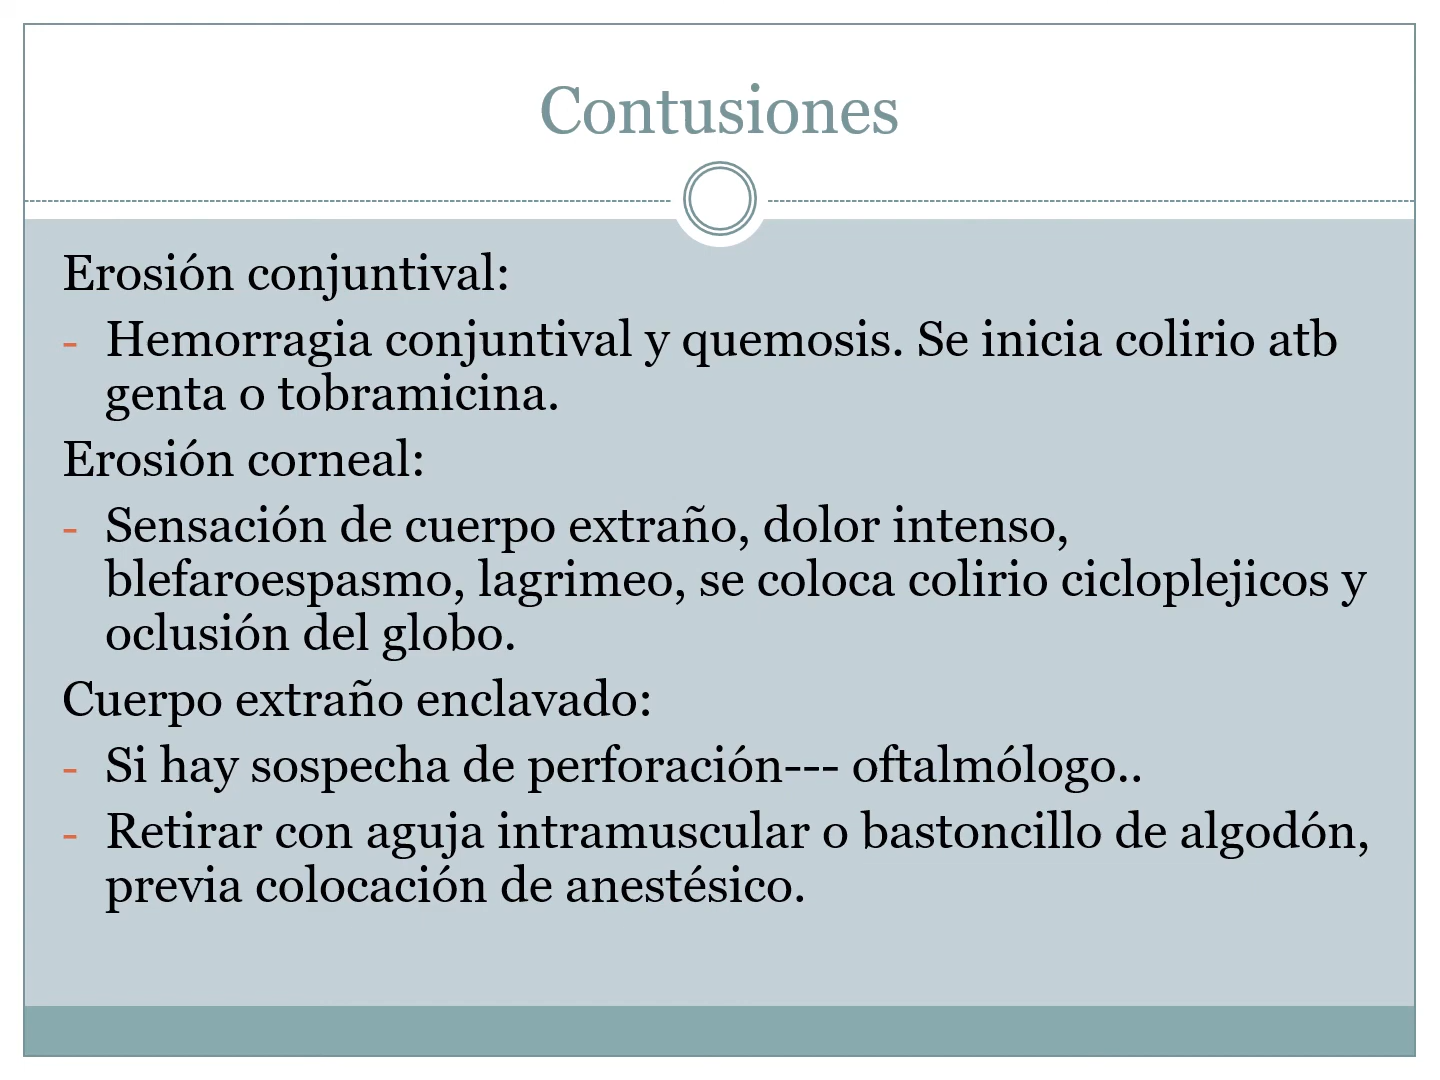 Contusiones
Erosión conjuntival:
- Hemorragia conjuntival y quemosis. Se inicia colirio atb
genta o tobramicina.
Erosión corneal:
- Sensación de cuerpo extraño, dolor intenso,
blefaroespasmo, lagrimeo, se coloca colirio cicloplejicos y
oclusión del globo.
Cuerpo extraño enclavado:
- Si hay sospecha de perforación--- oftalmólogo..
- Retirar con aguja intramuscular o bastoncillo de algodón,
previa colocación de anestésico.